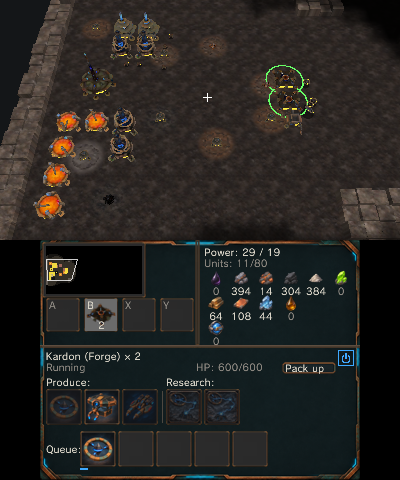 Power: 29 / 19
Units: 11/80
0 394 14 304 384 0
64 108 44 0
0
A B X Y
2
Kardon (Forge) × 2
Running HP: 600/600 Pack up
Produce: Research:
Queue: